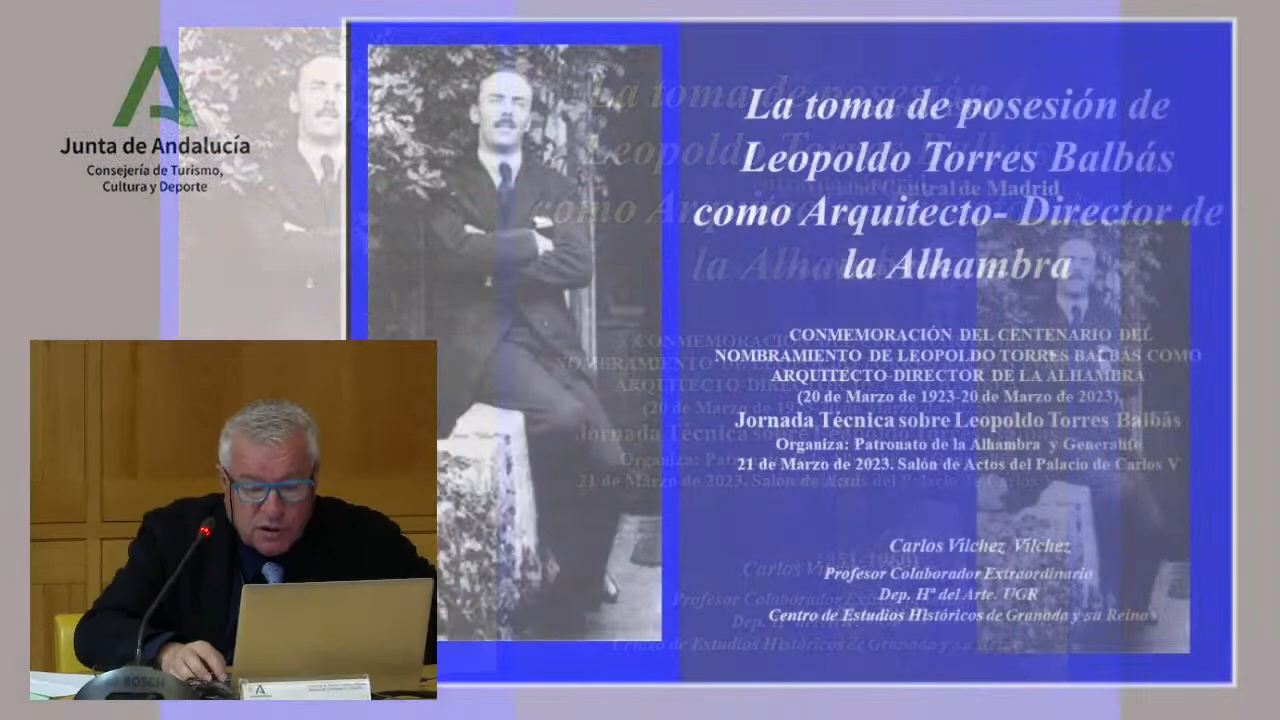 Junta de Andalucía
Consejería de Turismo,
Cultura y Deporte
La toma de posesión de
Leopoldo Torres Balbás
como Arquitecto- Director de
la Alhambra
Central de Madrid
CONMEMORACIÓN DEL CENTENARIO DEL
NOMBRAMIENTO DE LEOPOLDO TORRES BALBÁS COMO
ARQUITECTO-DIRECTOR DE LA ALHAMBRA
(20 de Marzo de 1923-20 de Marzo de 2023),
Jornada Técnica sobre Leopoldo Torres Balbás
Organiza: Patronato de la Alhambra y Generalife
21 de Marzo de 2023. Salón de Actos del Palacio de Carlos V
Carlos Vílchez Vílchez
Profesor Colaborador Extraordinario
Dep. Hª del Arte. UGR
Centro de Estudios Históricos de Granada y su Reino
BOSCH